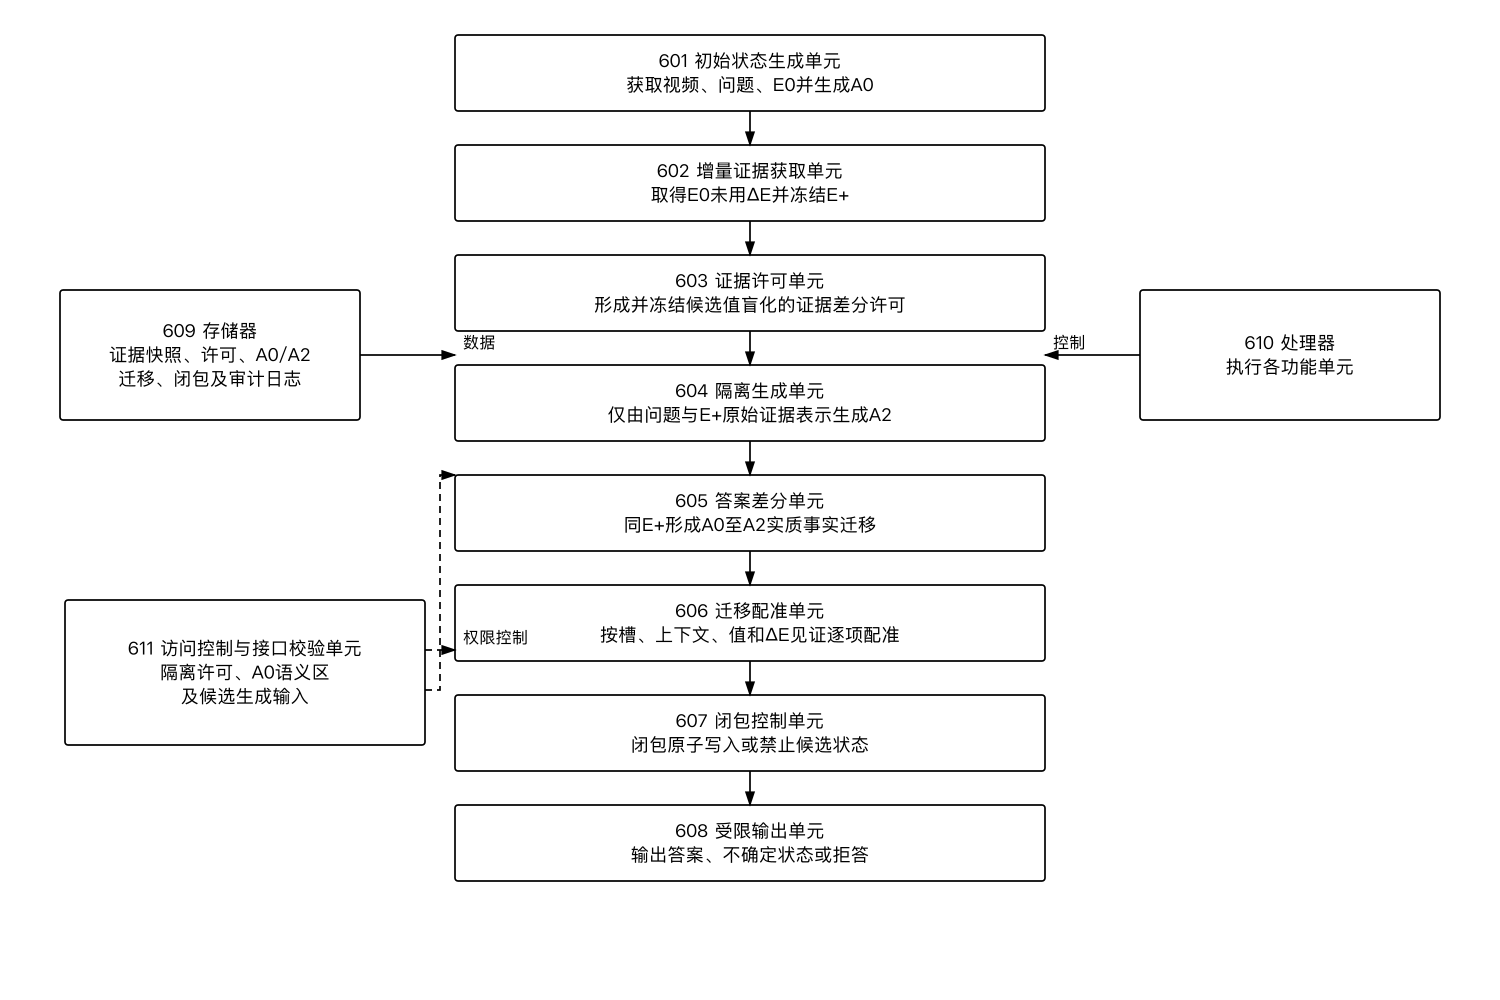 601 初始状态生成单元
获取视频、问题、E0并生成A0
602 增量证据获取单元
取得E0未用ΔE并冻结E+
603 证据许可单元
形成并冻结候选值盲化的证据差分许可
609 存储器
证据快照、许可、A0/A2
迁移、闭包及审计日志
数据
控制
610 处理器
执行各功能单元
604 隔离生成单元
仅由问题与E+原始证据表示生成A2
605 答案差分单元
同E+形成A0至A2实质事实迁移
606 迁移配准单元
按槽、上下文、值和ΔE见证逐项配准
611 访问控制与接口校验单元
隔离许可、A0语义区
及候选生成输入
权限控制
607 闭包控制单元
闭包原子写入或禁止候选状态
608 受限输出单元
输出答案、不确定状态或拒答